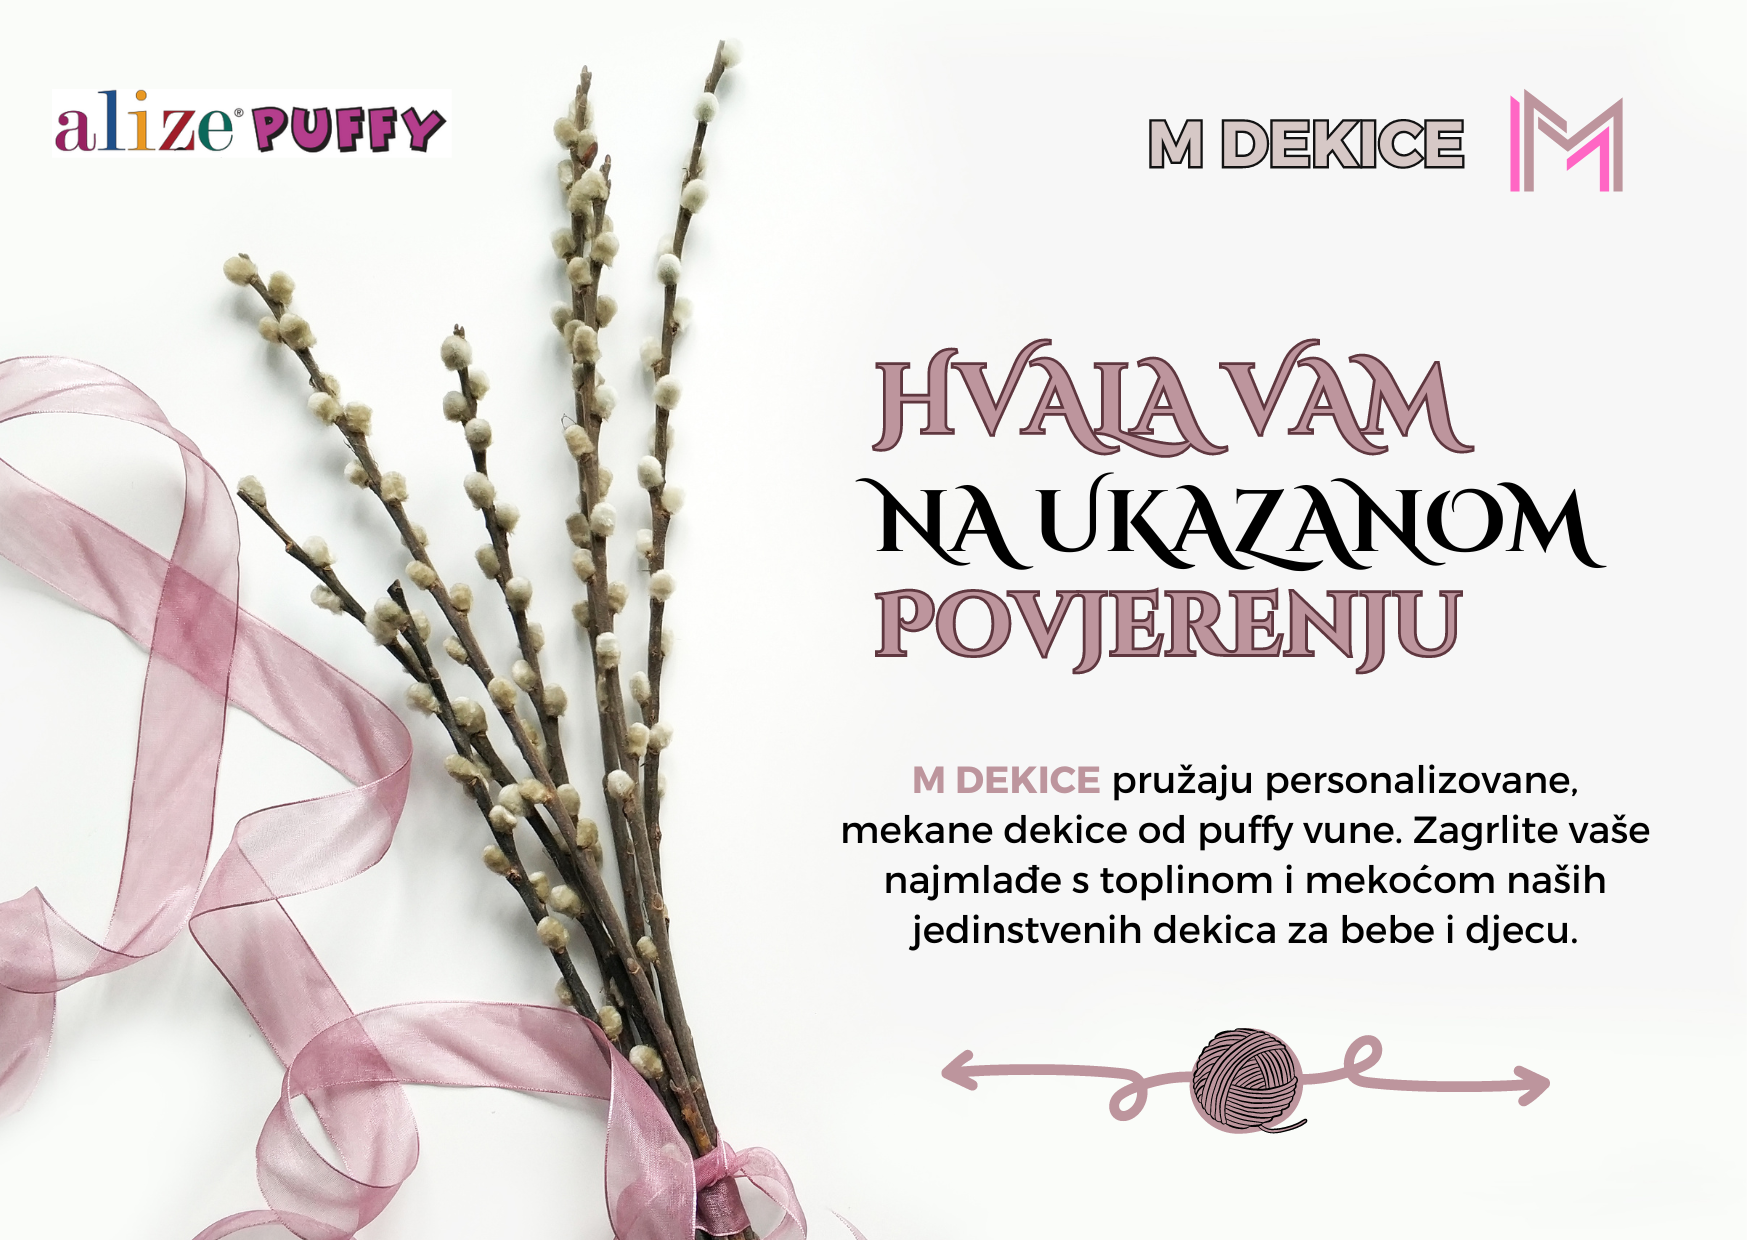 alize® PUFFY
M DEKICE
HVALA VAM
NA UKAZANOM
POVJERENJU
M DEKICE pružaju personalizovane,
mekane dekice od puffy vune. Zagrlite vaše
najmlađe s toplinom i mekoćom naših
jedinstvenih dekica za bebe i djecu.